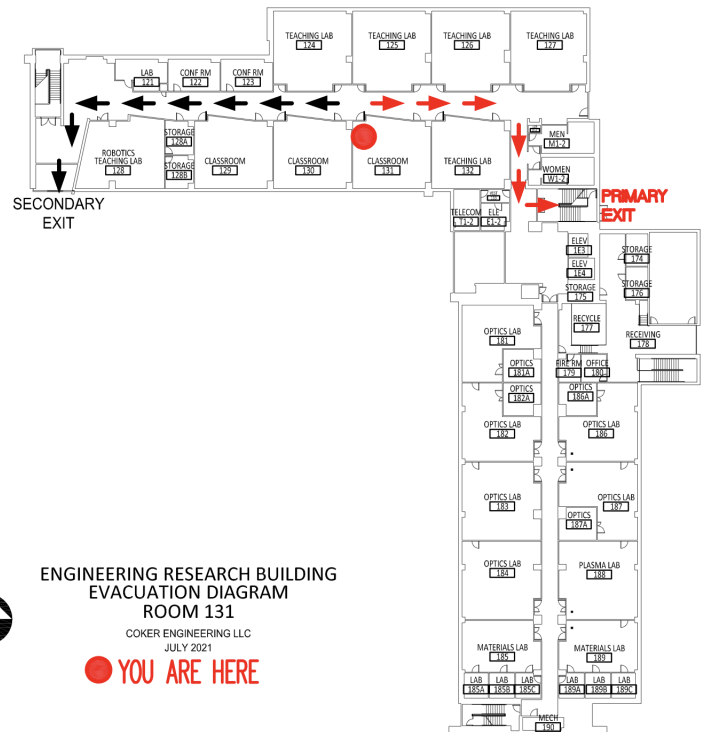 TEACHING LAB
124
TEACHING LAB
125
TEACHING LAB
126
TEACHING LAB
127
LAB
121
CONF RM
122
CONF RM
123
STORAGE
128A
ROBOTICS
TEACHING LAB
128
STORAGE
128B
CLASSROOM
129
CLASSROOM
130
CLASSROOM
131
TEACHING LAB
132
MEN
M1-2
WOMEN
W1-2
SECONDARY
EXIT
PRIMARY
EXIT
TELECOM
T1-2
ELE
E1-2
ELEV
1E3
ELEV
1E4
STORAGE
174
STORAGE
175
STORAGE
176
RECYCLE
177
RECEIVING
178
OPTICS LAB
181
OPTICS
181A
FIRE RM
179
OFFICE
180
OPTICS
182A
OPTICS
186A
OPTICS LAB
182
OPTICS LAB
186
OPTICS LAB
183
OPTICS LAB
187
OPTICS
187A
OPTICS LAB
184
PLASMA LAB
188
MATERIALS LAB
185
MATERIALS LAB
189
LAB
185A
LAB
185B
LAB
185C
LAB
189A
LAB
189B
LAB
189C
MECH
190
ENGINEERING RESEARCH BUILDING
EVACUATION DIAGRAM
ROOM 131
COKER ENGINEERING LLC
JULY 2021
YOU ARE HERE